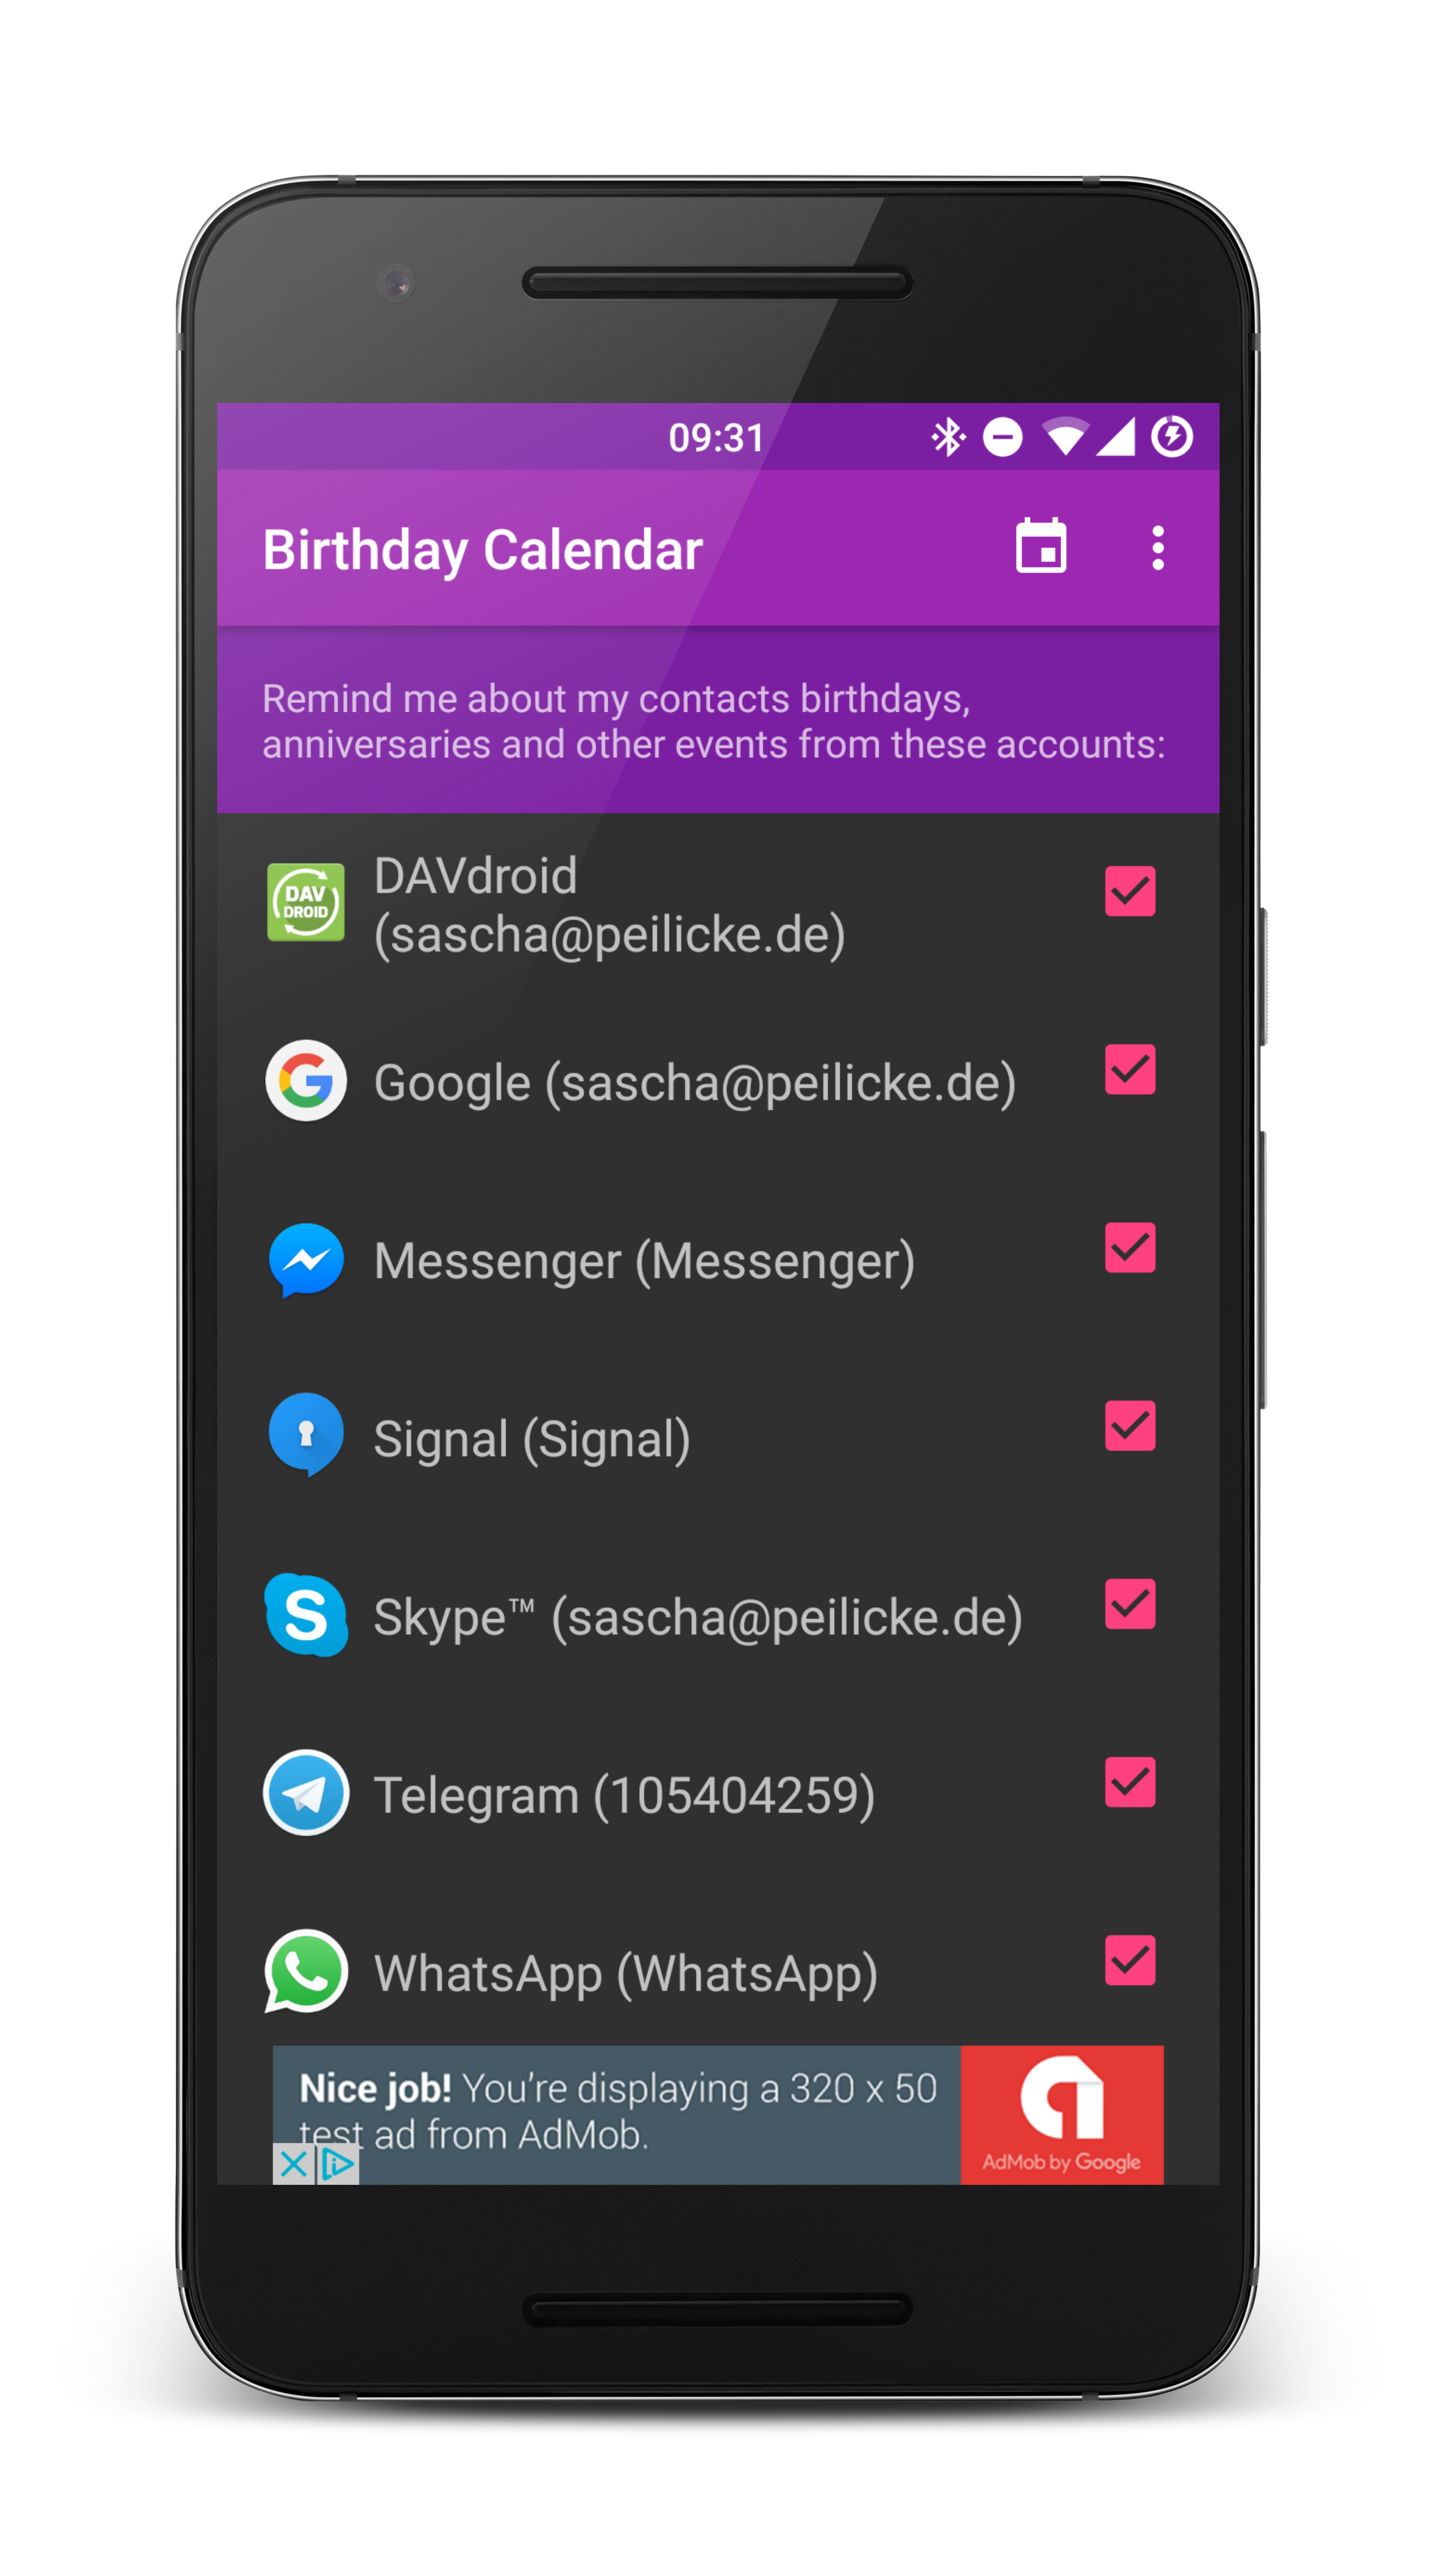 09:31
Birthday Calendar
Remind me about my contacts birthdays,
anniversaries and other events from these accounts:
DAV
DROID
DAVdroid
(sascha@peilicke.de)
Google (sascha@peilicke.de)
Messenger (Messenger)
Signal (Signal)
S
Skype™ (sascha@peilicke.de)
Telegram (105404259)
WhatsApp (WhatsApp)
Nice job! You're displaying a 320 x 50
test ad from AdMob.
AdMob by Google